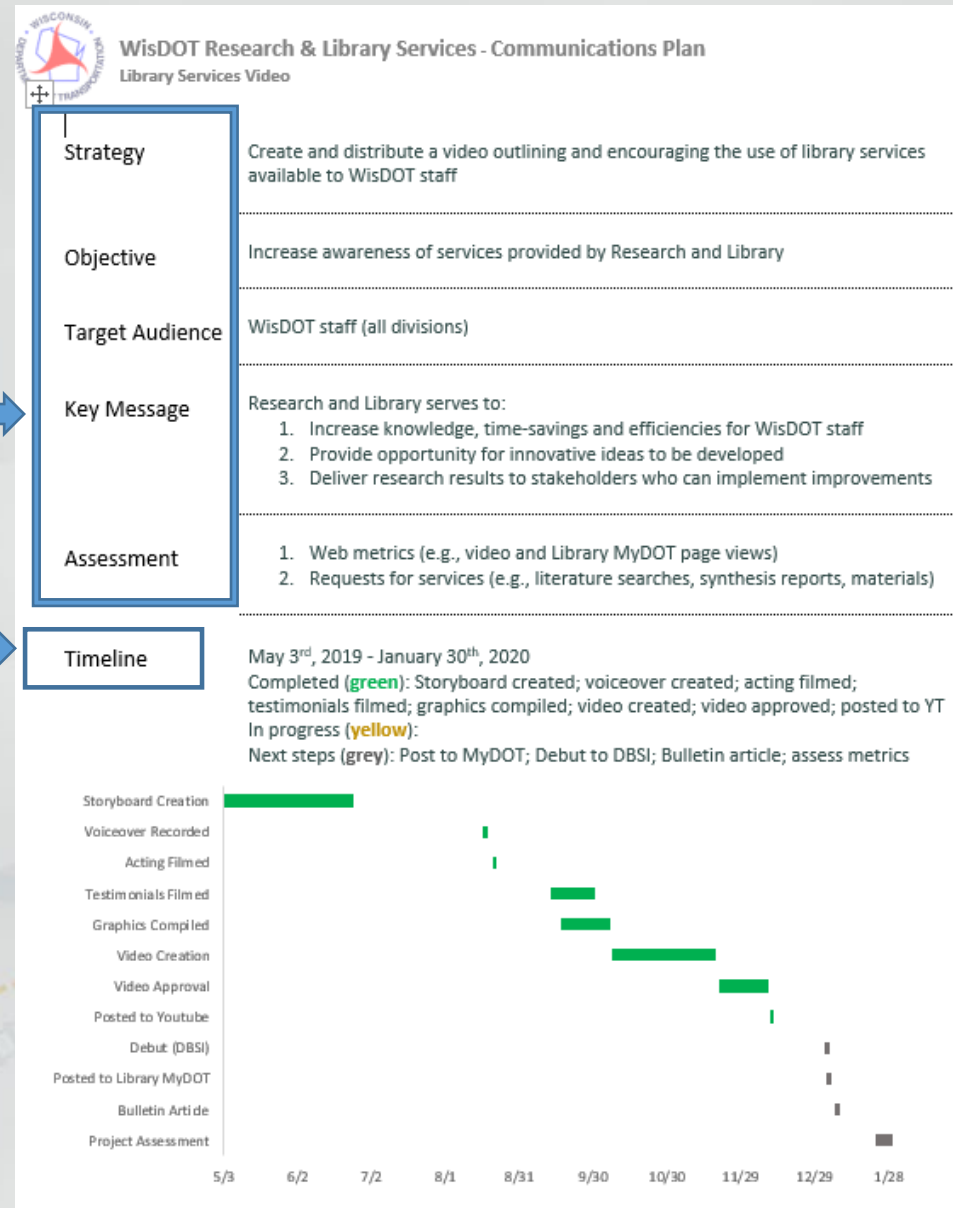 WISCONSIN
DEPARTMENT
TRANSPORTATION
WisDOT Research & Library Services - Communications Plan
Library Services Video
Strategy
Create and distribute a video outlining and encouraging the use of library services
available to WisDOT staff
Objective
Increase awareness of services provided by Research and Library
Target Audience
WisDOT staff (all divisions)
Key Message
Research and Library serves to:
1. Increase knowledge, time-savings and efficiencies for WisDOT staff
2. Provide opportunity for innovative ideas to be developed
3. Deliver research results to stakeholders who can implement improvements
Assessment
1. Web metrics (e.g., video and Library MyDOT page views)
2. Requests for services (e.g., literature searches, synthesis reports, materials)
Timeline
May 3rd, 2019 - January 30th, 2020
Completed (green): Storyboard created; voiceover created; acting filmed;
testimonials filmed; graphics compiled; video created; video approved; posted to YT
In progress (yellow):
Next steps (grey): Post to MyDOT; Debut to DBSI; Bulletin article; assess metrics
Storyboard Creation
Voiceover Recorded
Acting Filmed
Testimonials Filmed
Graphics Compiled
Video Creation
Video Approval
Posted to Youtube
Debut (DBSI)
Posted to Library MyDOT
Bulletin Article
Project Assessment
5/3 6/2 7/2 8/1 8/31 9/30 10/30 11/29 12/29 1/28